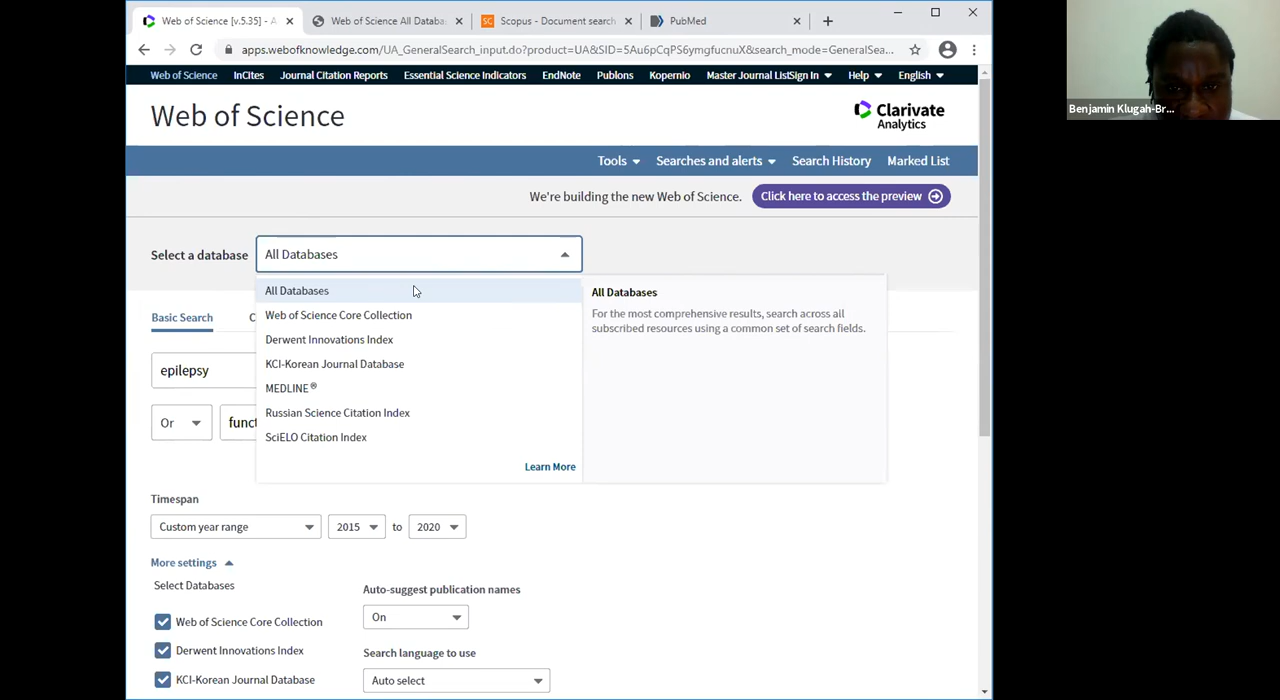 Web of Science [v.5.35] - A
Web of Science All Databa
Scopus - Document search
PubMed
apps.webofknowledge.com/UA_GeneralSearch_input.do?product=UA&SID=5Au6pCqPS6ymgfucnuX&search_mode=GeneralSea...
Web of Science InCites Journal Citation Reports Essential Science Indicators EndNote Publons Kopernio Master Journal List Sign In Help English
Web of Science
Clarivate
Analytics
Tools Searches and alerts Search History Marked List
We're building the new Web of Science. Click here to access the preview
Select a database All Databases
All Databases
Web of Science Core Collection
Derwent Innovations Index
KCI-Korean Journal Database
MEDLINE®
Russian Science Citation Index
SciELO Citation Index
Learn More
All Databases
For the most comprehensive results, search across all
subscribed resources using a common set of search fields.
Basic Search C
epilepsy
Or funct
Timespan
Custom year range 2015 to 2020
More settings
Select Databases
Web of Science Core Collection
Derwent Innovations Index
KCI-Korean Journal Database
Auto-suggest publication names
On
Search language to use
Auto select
Benjamin Klugah-Br...